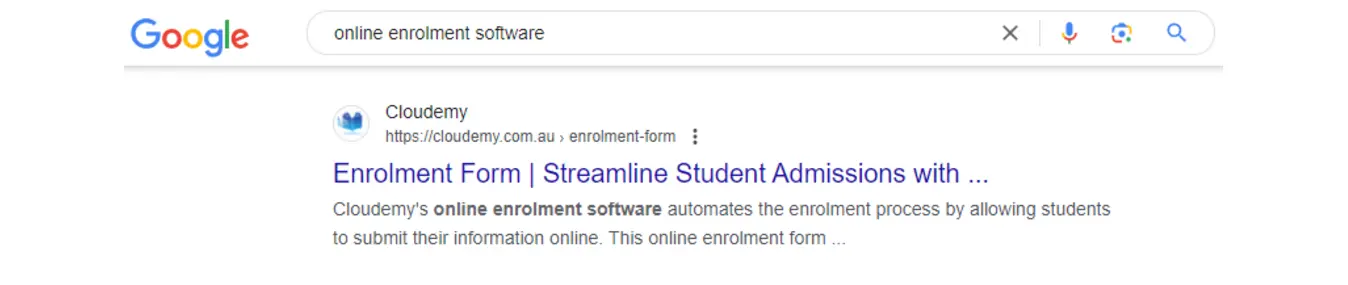 Google
online enrolment software
Cloudemy
https://cloudemy.com.au › enrolment-form
Enrolment Form | Streamline Student Admissions with ...
Cloudemy's online enrolment software automates the enrolment process by allowing students
to submit their information online. This online enrolment form ...